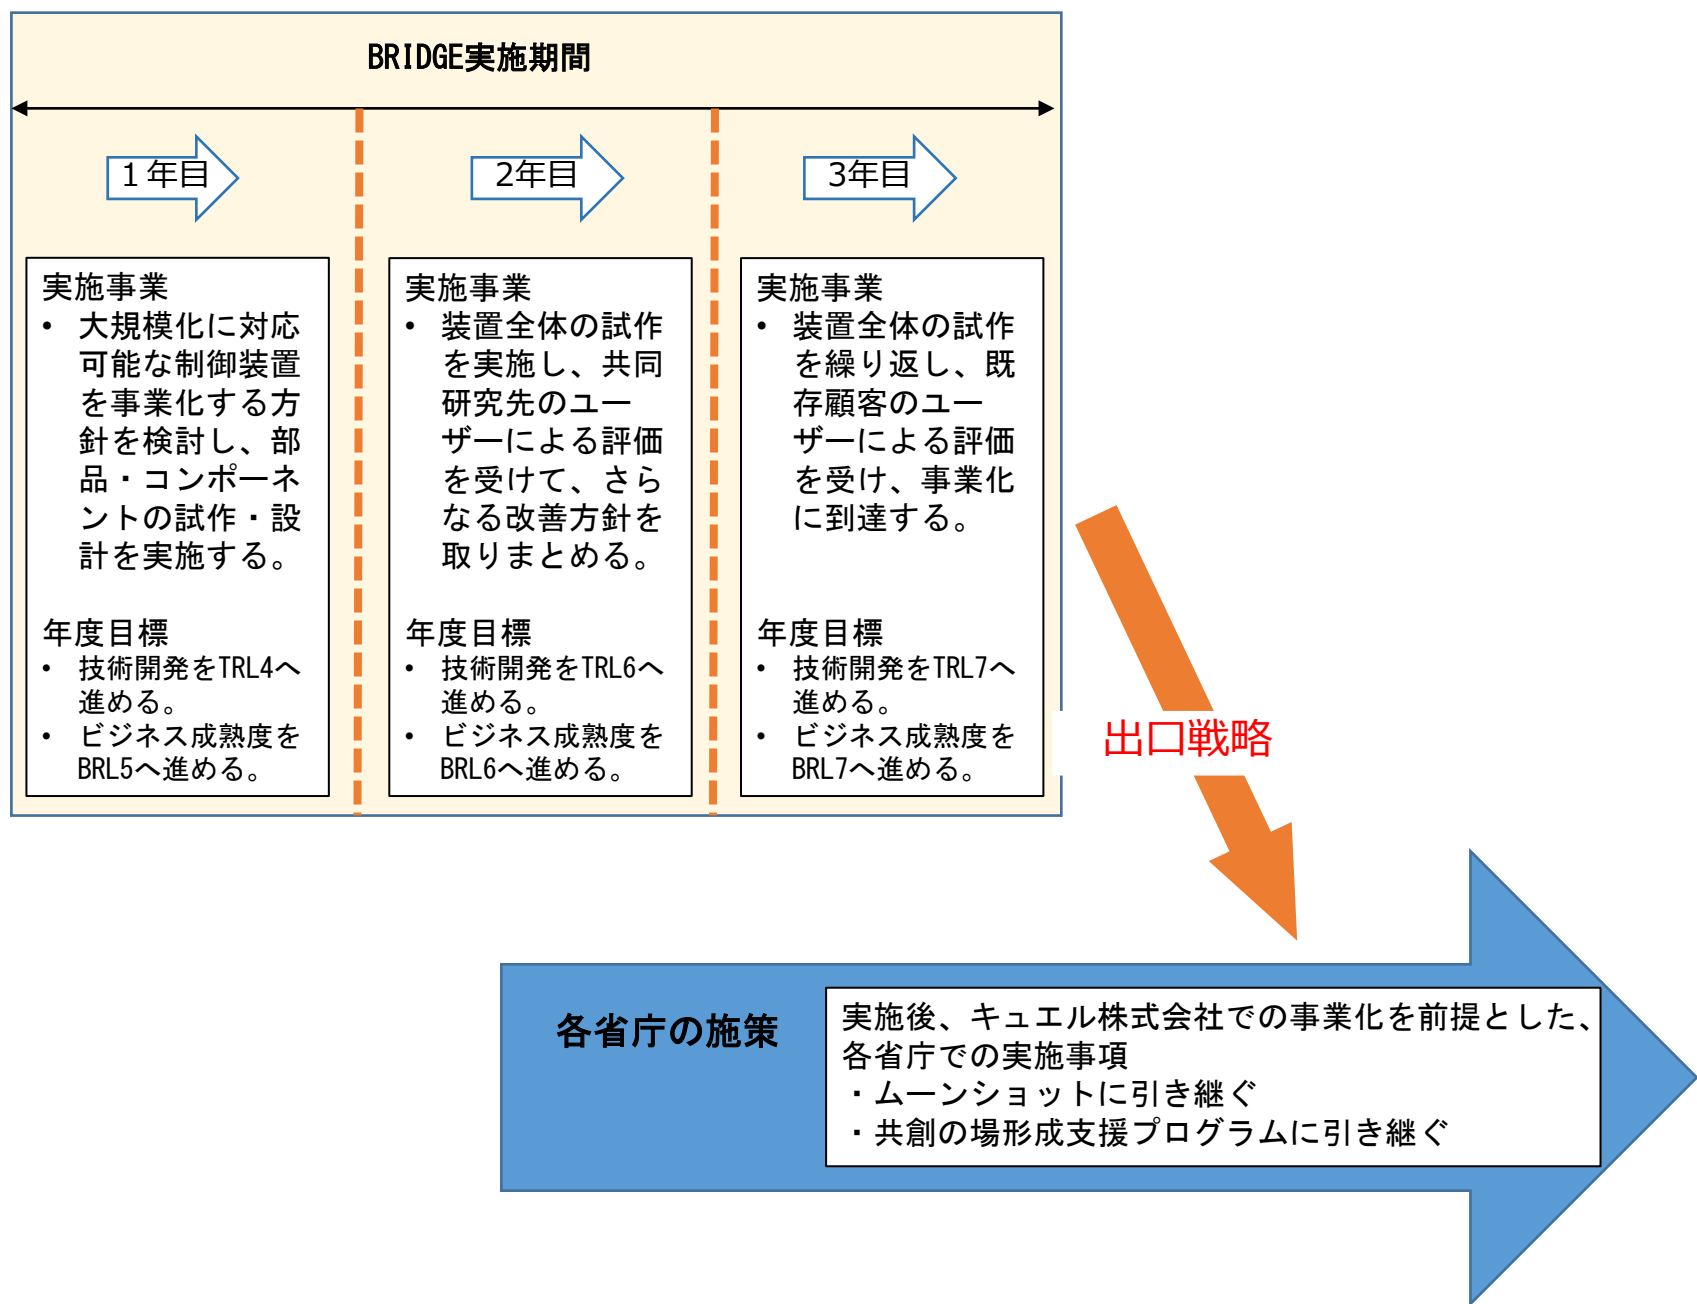 BRIDGE実施期間
１年目
2年目
3年目
実施事業
• 大規模化に対応
可能な制御装置
を事業化する方
針を検討し、部
品・コンポーネ
ントの試作・設
計を実施する。
年度目標
• 技術開発をTRL4へ
進める。
• ビジネス成熟度を
BRL5へ進める。
実施事業
• 装置全体の試作
を実施し、共同
研究先のユー
ザーによる評価
を受けて、さら
なる改善方針を
取りまとめる。
年度目標
• 技術開発をTRL6へ
進める。
• ビジネス成熟度を
BRL6へ進める。
実施事業
• 装置全体の試作
を繰り返し、既
存顧客のユー
ザーによる評価
を受け、事業化
に到達する。
年度目標
• 技術開発をTRL7へ
進める。
• ビジネス成熟度を
BRL7へ進める。
出口戦略
各省庁の施策
実施後、キュエル株式会社での事業化を前提とした、
各省庁での実施事項
・ムーンショットに引き継ぐ
・共創の場形成支援プログラムに引き継ぐ